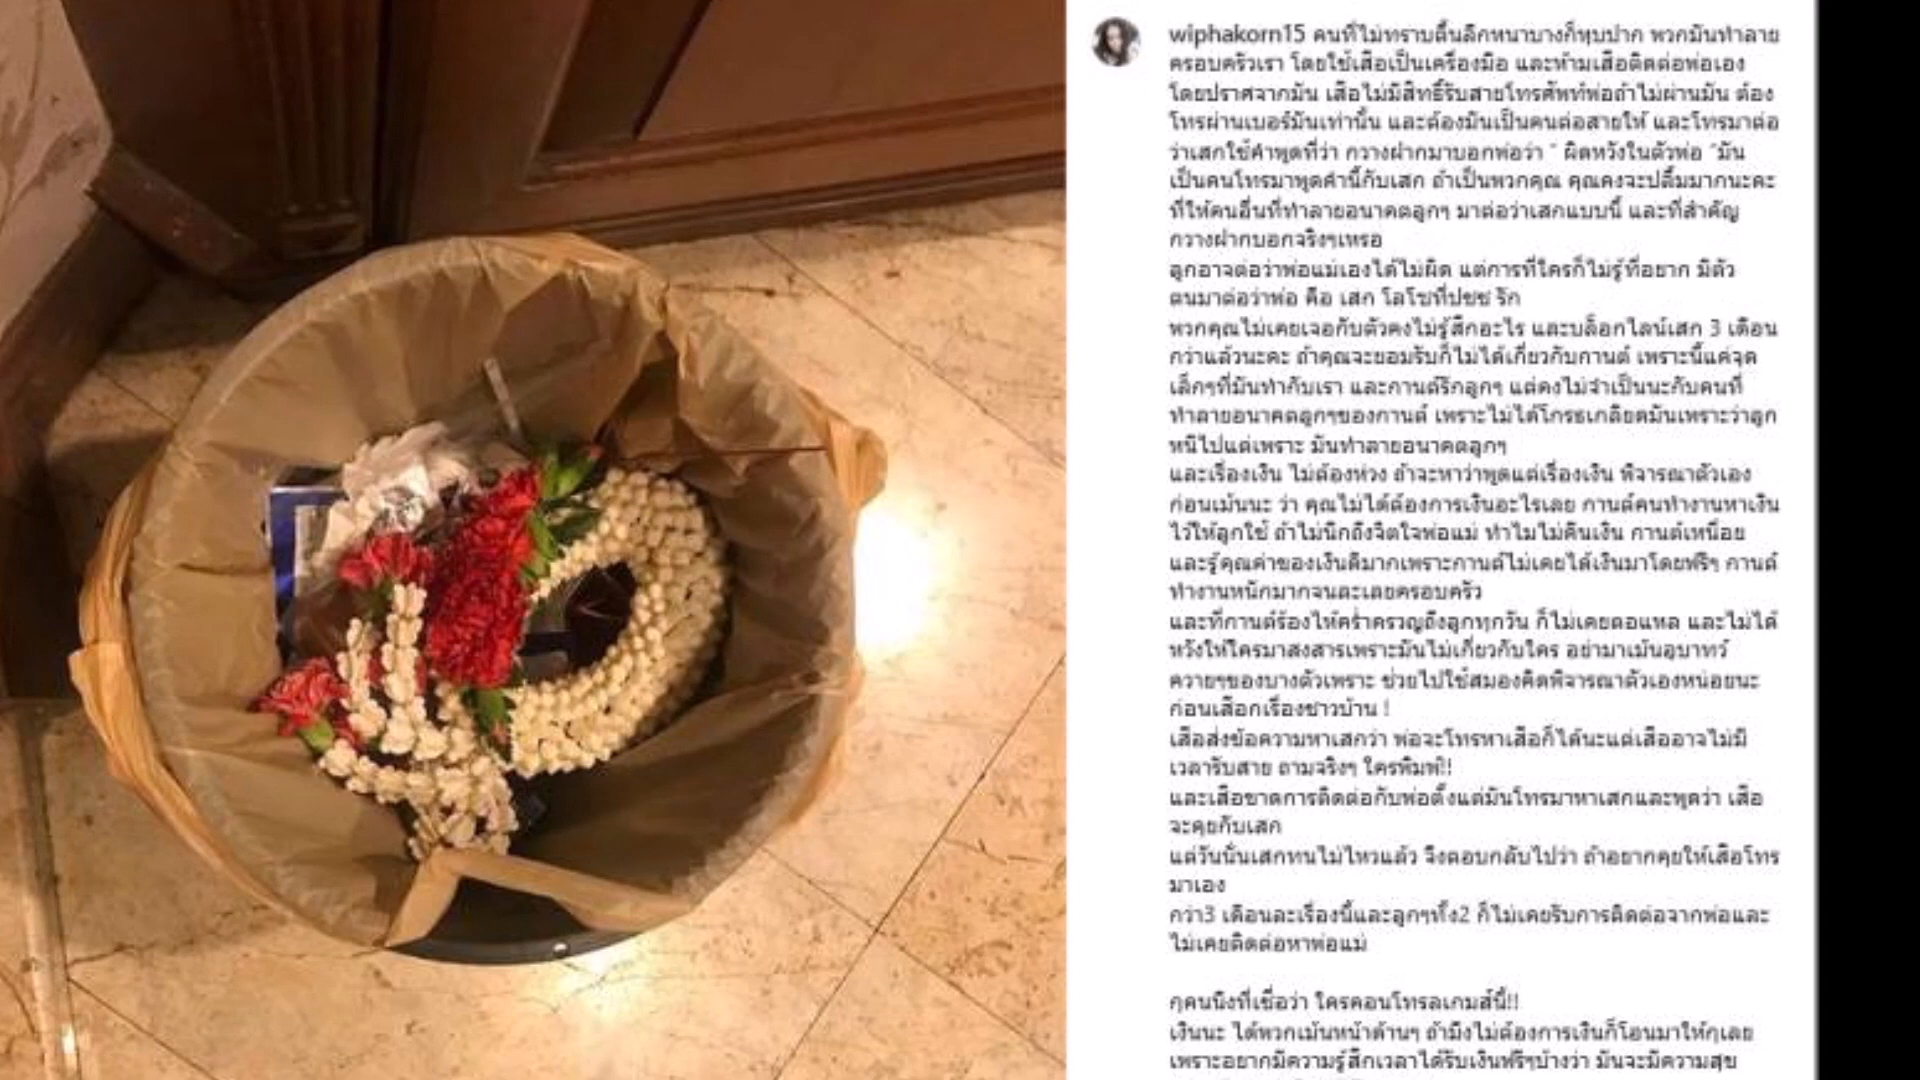 wiphakorn15 คนที่ไม่ทราบตื้นลึกหนาบางก็หุบปาก พวกมันทำลาย
ครอบครัวเรา โดยใช้เสือเป็นเครื่องมือ และห้ามเสือติดต่อพ่อเอง
โดยปราศจากมัน เสือไม่มีสิทธิ์รับสายโทรศัพท์พ่อถ้าไม่ผ่านมัน ต้อง
โทรผ่านเบอร์มันเท่านั้น และต้องมันเป็นคนต่อสายให้ และโทรมาต่อ
ว่าเสกใช้คำพูดที่ว่า กวางฝากมาบอกพ่อว่า " ผิดหวังในตัวพ่อ "มัน
เป็นคนโทรมาพูดคำนี้กับเสก ถ้าเป็นพวกคุณ คุณคงจะปลื้มมากนะคะ
ที่ให้คนอื่นที่ทำลายอนาคตลูกๆ มาต่อว่าเสกแบบนี้ และที่สำคัญ
กวางฝากบอกจริงๆเหรอ
ลูกอาจต่อว่าพ่อแม่เองได้ไม่ผิด แต่การที่ใครก็ไม่รู้ที่อยาก มีตัว
ตนมาต่อว่าพ่อ คือ เสก โลโซที่ปชช รัก
พวกคุณไม่เคยเจอกับตัวคงไม่รู้สึกอะไร และบล็อกไลน์เสก 3 เดือน
กว่าแล้วนะคะ ถ้าคุณจะยอมรับก็ไม่ได้เกี่ยวกับกานต์ เพราะนี้แค่จุด
เล็กๆที่มันทำกับเรา และกานต์รักลูกๆ แต่คงไม่จำเป็นนะกับคนที่
ทำลายอนาคตลูกๆของกานต์ เพราะไม่ได้โกรธเกลียดมันเพราะว่าลูก
หนีไปแต่เพราะ มันทำลายอนาคตลูกๆ
และเรื่องเงิน ไม่ต้องห่วง ถ้าจะหาว่าพูดแต่เรื่องเงิน พิจารณาตัวเอง
ก่อนเม้นนะ ว่า คุณไม่ได้ต้องการเงินอะไรเลย กานต์คนทำงานหาเงิน
ไว้ให้ลูกใช้ ถ้าไม่นึกถึงจิตใจพ่อแม่ ทำไมไม่คืนเงิน กานต์เหนื่อย
และรู้คุณค่าของเงินดีมากเพราะกานต์ไม่เคยได้เงินมาโดยฟรีๆ กานต์
ทำงานหนักมากจนละเลยครอบครัว
และที่กานต์ร้องไห้คร่ำครวญถึงลูกทุกวัน ก็ไม่เคยตอแหล และไม่ได้
หวังให้ใครมาสงสารเพราะมันไม่เกี่ยวกับใคร อย่ามาเม้นอุบาทว์
ควายๆของบางตัวเพราะ ช่วยไปใช้สมองคิดพิจารณาตัวเองหน่อยนะ
ก่อนเสือกเรื่องชาวบ้าน !
เสือส่งข้อความหาเสกว่า พ่อจะโทรหาเสือก็ได้นะแต่เสืออาจไม่มี
เวลารับสาย ถามจริงๆ ใครพิมพ์!!
และเสือขาดการติดต่อกับพ่อตั้งแต่มันโทรมาหาเสกและพูดว่า เสือ
จะคุยกับเสก
แต่วันนั่นเสกทนไม่ไหวแล้ว จึงตอบกลับไปว่า ถ้าอยากคุยให้เสือโทร
มาเอง
กว่า3 เดือนละเรื่องนี้และลูกๆทั้ง2 ก็ไม่เคยรับการติดต่อจากพ่อและ
ไม่เคยติดต่อหาพ่อแม่
กุคนนึงที่เชื่อว่า ใครคอนโทรลเกมส์นี้!!
เงินนะ ได้พวกเม้นหน้าด้านๆ ถ้ามึงไม่ต้องการเงินก็โอนมาให้กุเลย
เพราะอยากมีความรู้สึกเวลาได้รับเงินฟรีๆบ้างว่า มันจะมีความสุข